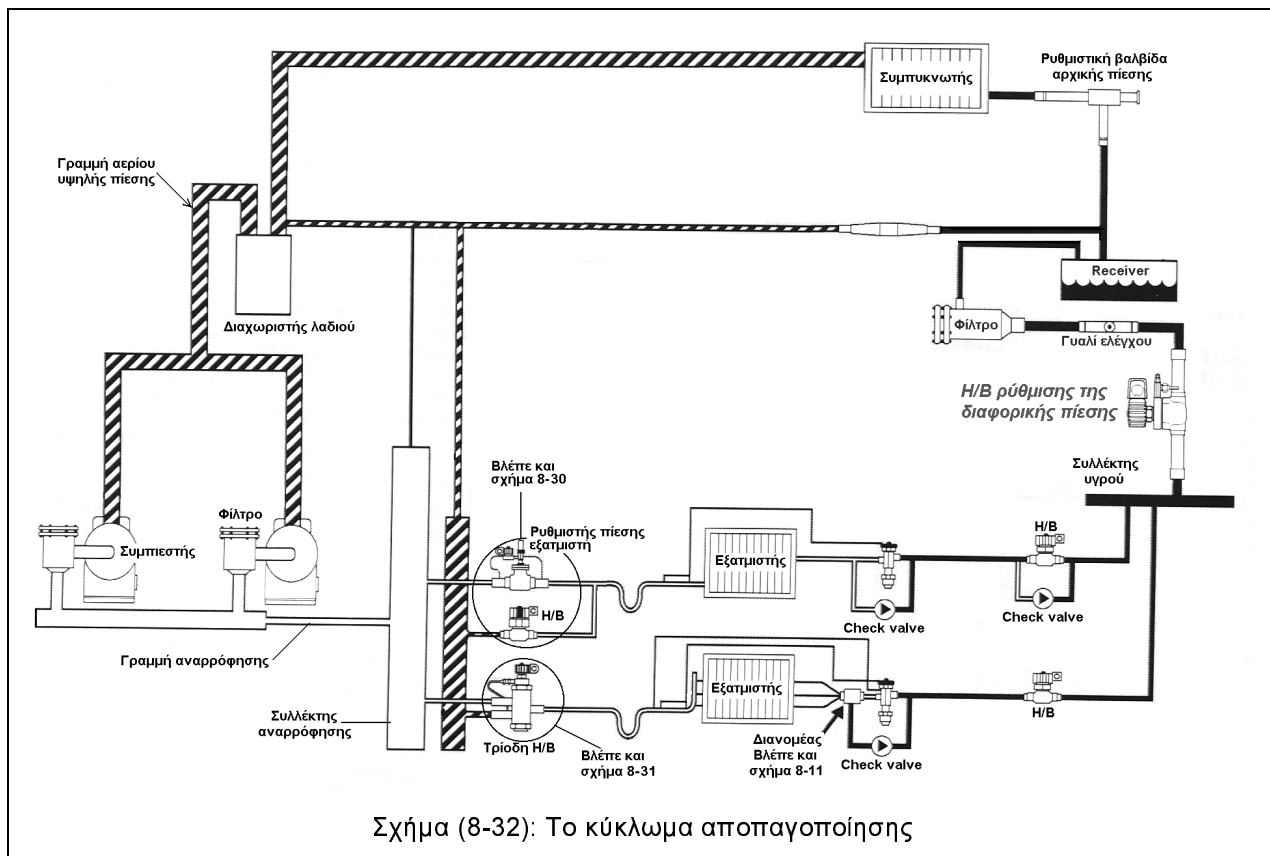 Συμπυκνωτής
Ρυθμιστική βαλβίδα
αρχικής πίεσης
Γραμμή αερίου
υψηλής πίεσης
Διαχωριστής λαδιού
Receiver
Φίλτρο
Γυαλί ελέγχου
Η/Β ρύθμισης της
διαφορικής πίεσης
Συλλέκτης
υγρού
Βλέπε και
σχήμα 8-30
Φίλτρο
Συμπιεστής
Ρυθμιστής πίεσης
εξατμιστή
Εξατμιστής
Η/Β
Η/Β
Check valve
Check valve
Γραμμή αναρρόφησης
Εξατμιστής
Η/Β
Συλλέκτης
αναρρόφησης
Τρίοδη Η/Β
Βλέπε και
σχήμα 8-31
Διανομέας
Βλέπε και
σχήμα 8-11
Check valve
Σχήμα (8-32): Το κύκλωμα αποπαγοποίησης